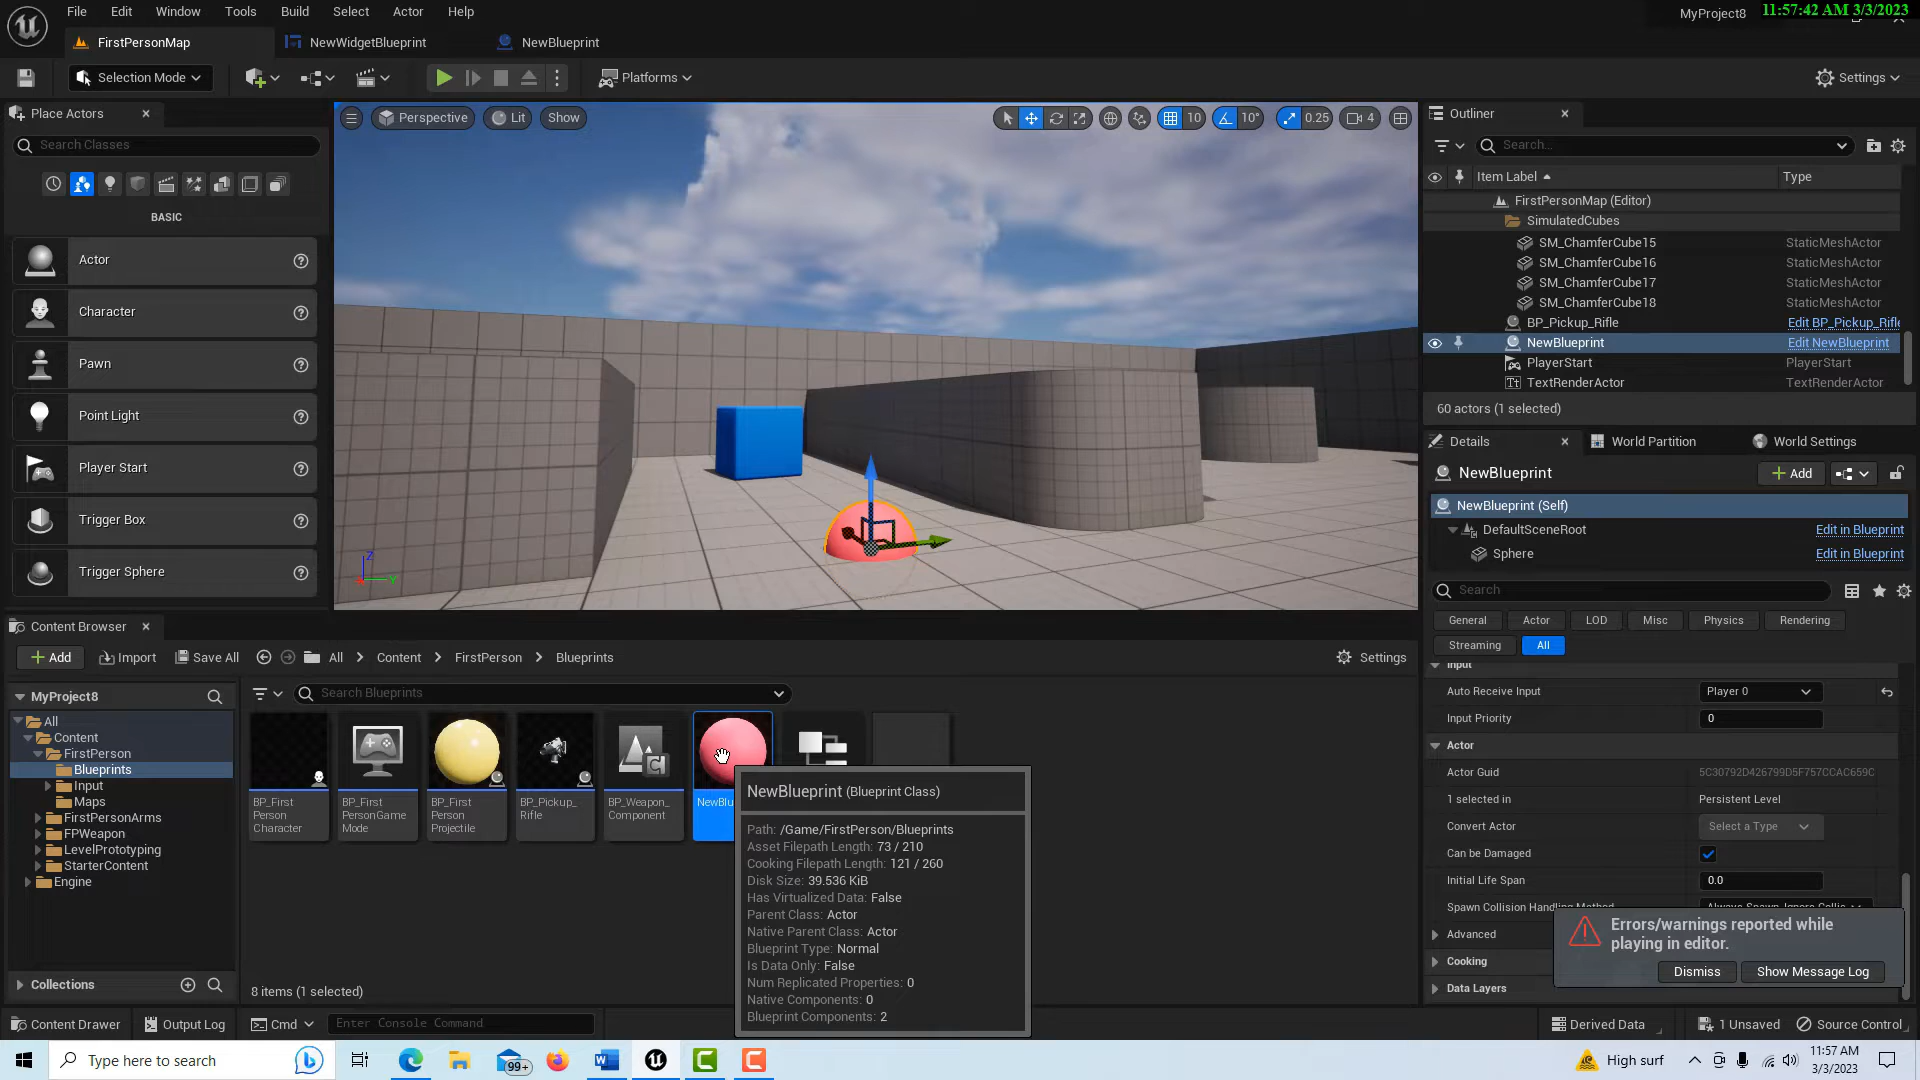 File Edit Window Tools Build Select Actor Help
MyProject8
11:57:42 AM 3/3/2023
FirstPersonMap
NewWidgetBlueprint
NewBlueprint
Selection Mode
Platforms
Settings
Place Actors
Search Classes
BASIC
Actor
Character
Pawn
Point Light
Player Start
Trigger Box
Trigger Sphere
Perspective
Lit
Show
10
10°
0.25
4
Z
Y
Outliner
Search...
Item Label
Type
FirstPersonMap (Editor)
SimulatedCubes
SM_ChamferCube15 StaticMeshActor
SM_ChamferCube16 StaticMeshActor
SM_ChamferCube17 StaticMeshActor
SM_ChamferCube18 StaticMeshActor
BP_Pickup_Rifle Edit BP_Pickup_Rifle
NewBlueprint Edit NewBlueprint
PlayerStart PlayerStart
TextRenderActor TextRenderActor
60 actors (1 selected)
Details
World Partition
World Settings
NewBlueprint
Add
NewBlueprint (Self)
DefaultSceneRoot Edit in Blueprint
Sphere Edit in Blueprint
Search
General Actor LOD Misc Physics Rendering
Streaming All
Input
Auto Receive Input Player 0
Input Priority 0
Actor
Actor Guid 5C30792D426799D5F757CCAC659C
1 selected in Persistent Level
Convert Actor Select a Type
Can be Damaged
Initial Life Span 0.0
Spawn Collision Handling Method
Advanced
Cooking
Data Layers
Errors/warnings reported while
playing in editor.
Dismiss Show Message Log
Content Browser
Add Import Save All All Content FirstPerson Blueprints
Settings
MyProject8
Search Blueprints
All
Content
FirstPerson
Blueprints
Input
Maps
FirstPersonArms
FPWeapon
LevelPrototyping
StarterContent
Engine
Collections
BP_First
Person
Character
BP_First
PersonGame
Mode
BP_First
Person
Projectile
BP_Pickup_
Rifle
BP_Weapon_
Component
NewBlu
NewBlueprint (Blueprint Class)
Path: /Game/FirstPerson/Blueprints
Asset Filepath Length: 73 / 210
Cooking Filepath Length: 121 / 260
Disk Size: 39.536 KiB
Has Virtualized Data: False
Parent Class: Actor
Native Parent Class: Actor
Blueprint Type: Normal
Is Data Only: False
Num Replicated Properties: 0
Native Components: 0
Blueprint Components: 2
8 items (1 selected)
Content Drawer
Output Log
Cmd
Enter Console Command
Derived Data
1 Unsaved
Source Control
Type here to search
99+
High surf
11:57 AM
3/3/2023